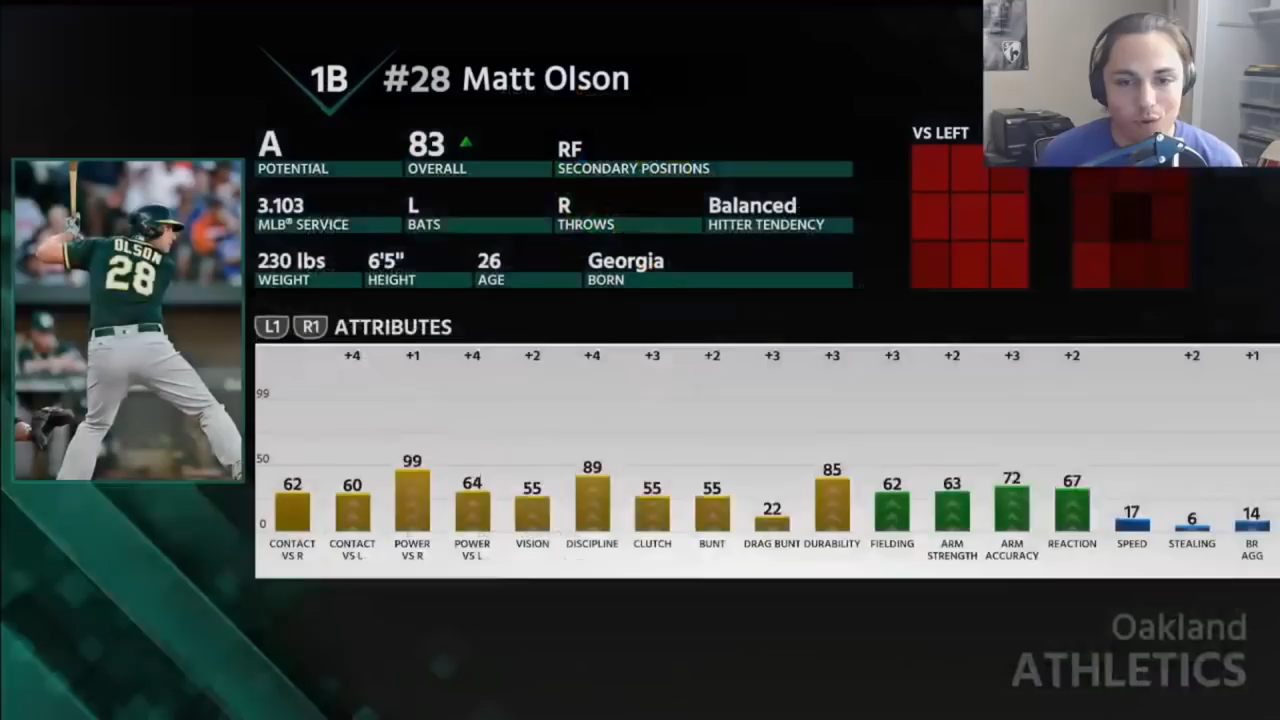 1B #28 Matt Olson
A 83 RF
POTENTIAL OVERALL SECONDARY POSITIONS
3.103 L R Balanced
MLB® SERVICE BATS THROWS HITTER TENDENCY
230 lbs 6'5" 26 Georgia
WEIGHT HEIGHT AGE BORN
VS LEFT
OLSON
28
L1 R1 ATTRIBUTES
+4 +1 +4 +2 +4 +3 +2 +3 +3 +3 +2 +3 +2 +2 +1
99
50
0
62 60 99 64 55 89 55 55 22 85 62 63 72 67 17 6 14
CONTACT CONTACT POWER POWER VISION DISCIPLINE CLUTCH BUNT DRAG BUNT DURABILITY FIELDING ARM ARM REACTION SPEED STEALING BR
VS R VS L VS R VS L STRENGTH ACCURACY AGG
Oakland
ATHLETICS